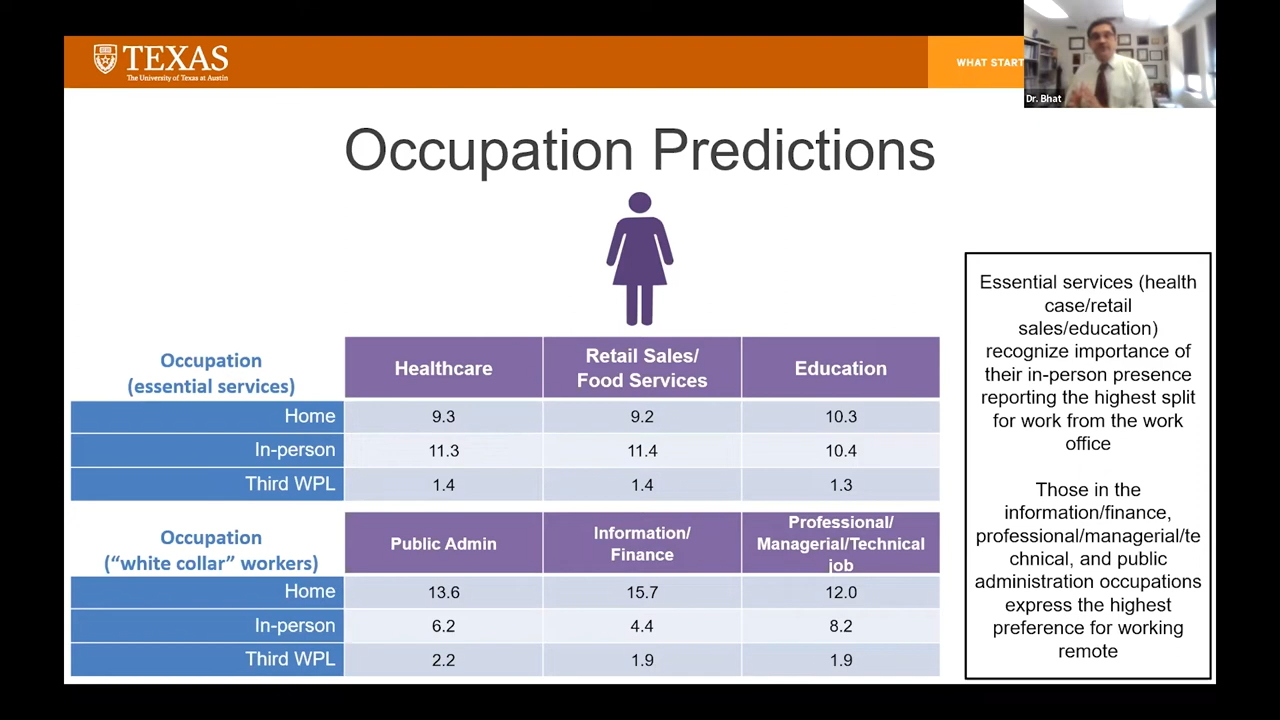 TEXAS
The University of Texas at Austin
WHAT START
Dr. Bhat
Occupation Predictions
Occupation
(essential services)
Healthcare
Retail Sales/
Food Services
Education
Home 9.3 9.2 10.3
In-person 11.3 11.4 10.4
Third WPL 1.4 1.4 1.3
Occupation
(“white collar” workers)
Public Admin
Information/
Finance
Professional/
Managerial/Technical
job
Home 13.6 15.7 12.0
In-person 6.2 4.4 8.2
Third WPL 2.2 1.9 1.9
Essential services (health
case/retail
sales/education)
recognize importance of
their in-person presence
reporting the highest split
for work from the work
office
Those in the
information/finance,
professional/managerial/te
chnical, and public
administration occupations
express the highest
preference for working
remote